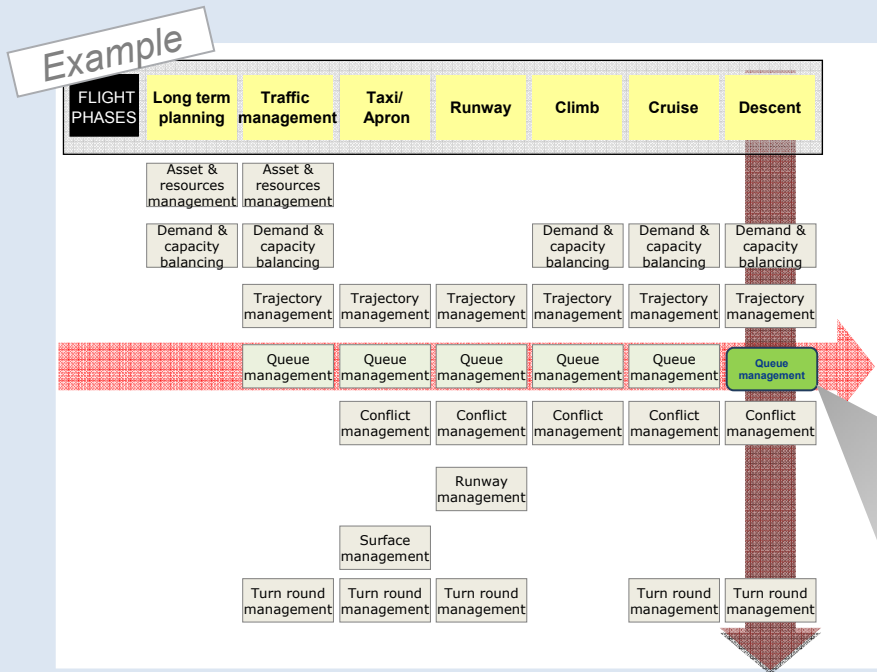 Example
FLIGHT
PHASES
Long term
planning
Traffic
management
Taxi/
Apron
Runway
Climb
Cruise
Descent
Asset &
resources
management
Asset &
resources
management
Demand &
capacity
balancing
Demand &
capacity
balancing
Demand &
capacity
balancing
Demand &
capacity
balancing
Demand &
capacity
balancing
Trajectory
management
Trajectory
management
Trajectory
management
Trajectory
management
Trajectory
management
Trajectory
management
Queue
management
Queue
management
Queue
management
Queue
management
Queue
management
Queue
management
Conflict
management
Conflict
management
Conflict
management
Conflict
management
Conflict
management
Runway
management
Surface
management
Turn round
management
Turn round
management
Turn round
management
Turn round
management
Turn round
management